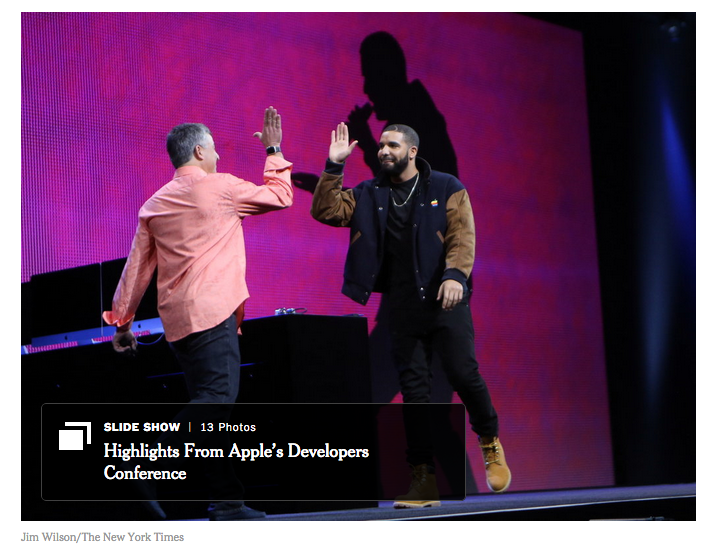 SLIDE SHOW | 13 Photos
Highlights From Apple’s Developers
Conference
Jim Wilson/The New York Times